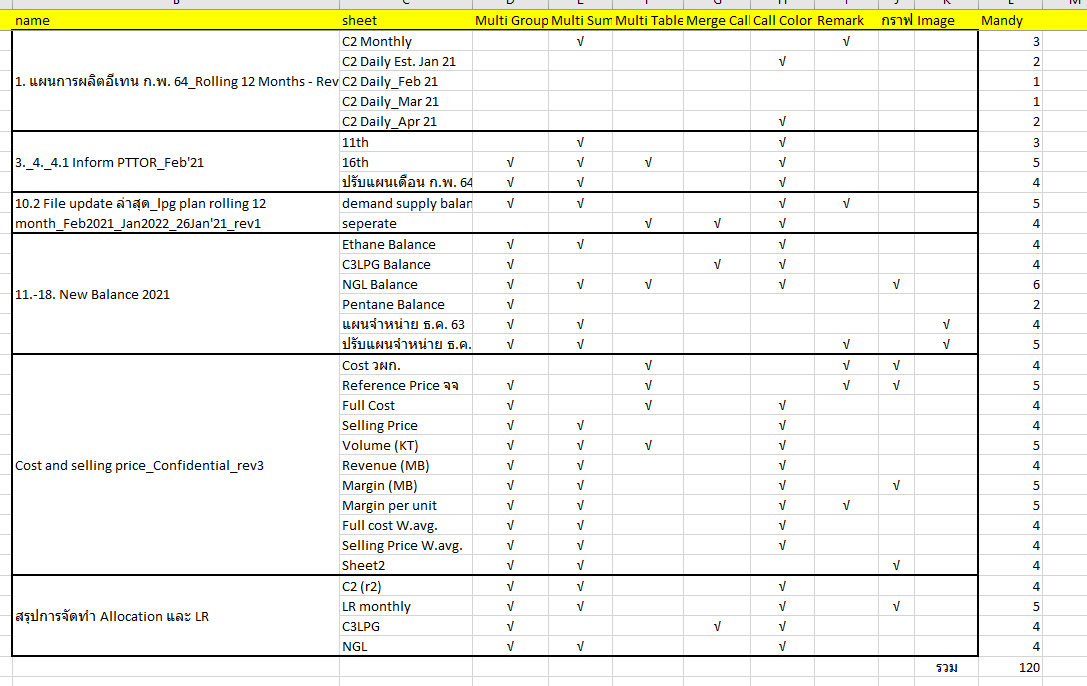 name sheet Multi Group Multi Sum Multi Table Merge Call Call Color Remark กราฟ Image Mandy
1. แผนการผลิตอีเทน ก.พ. 64_Rolling 12 Months - Rev
C2 Monthly √ √ 3
C2 Daily Est. Jan 21 √ 2
C2 Daily_Feb 21 1
C2 Daily_Mar 21 1
C2 Daily_Apr 21 √ 2
3._4._4.1 Inform PTTOR_Feb'21
11th √ √ 3
16th √ √ √ √ 5
ปรับแผนเดือน ก.พ. 64 √ √ √ 4
10.2 File update ล่าสุด_lpg plan rolling 12
month_Feb2021_Jan2022_26Jan'21_rev1
demand supply balan √ √ √ √ 5
seperate √ √ √ 4
11.-18. New Balance 2021
Ethane Balance √ √ √ 4
C3LPG Balance √ √ √ 4
NGL Balance √ √ √ √ √ 6
Pentane Balance √ 2
แผนจำหน่าย ธ.ค. 63 √ √ √ 4
ปรับแผนจำหน่าย ธ.ค. √ √ √ √ 5
Cost and selling price_Confidential_rev3
Cost วผก. √ √ √ 4
Reference Price จจ √ √ √ √ 5
Full Cost √ √ √ 4
Selling Price √ √ √ 4
Volume (KT) √ √ √ √ 5
Revenue (MB) √ √ √ 4
Margin (MB) √ √ √ √ 5
Margin per unit √ √ √ √ 5
Full cost W.avg. √ √ √ 4
Selling Price W.avg. √ √ √ 4
Sheet2 √ √ √ 4
สรุปการจัดทำ Allocation และ LR
C2 (r2) √ √ √ 4
LR monthly √ √ √ √ 5
C3LPG √ √ √ 4
NGL √ √ √ 4
รวม 120